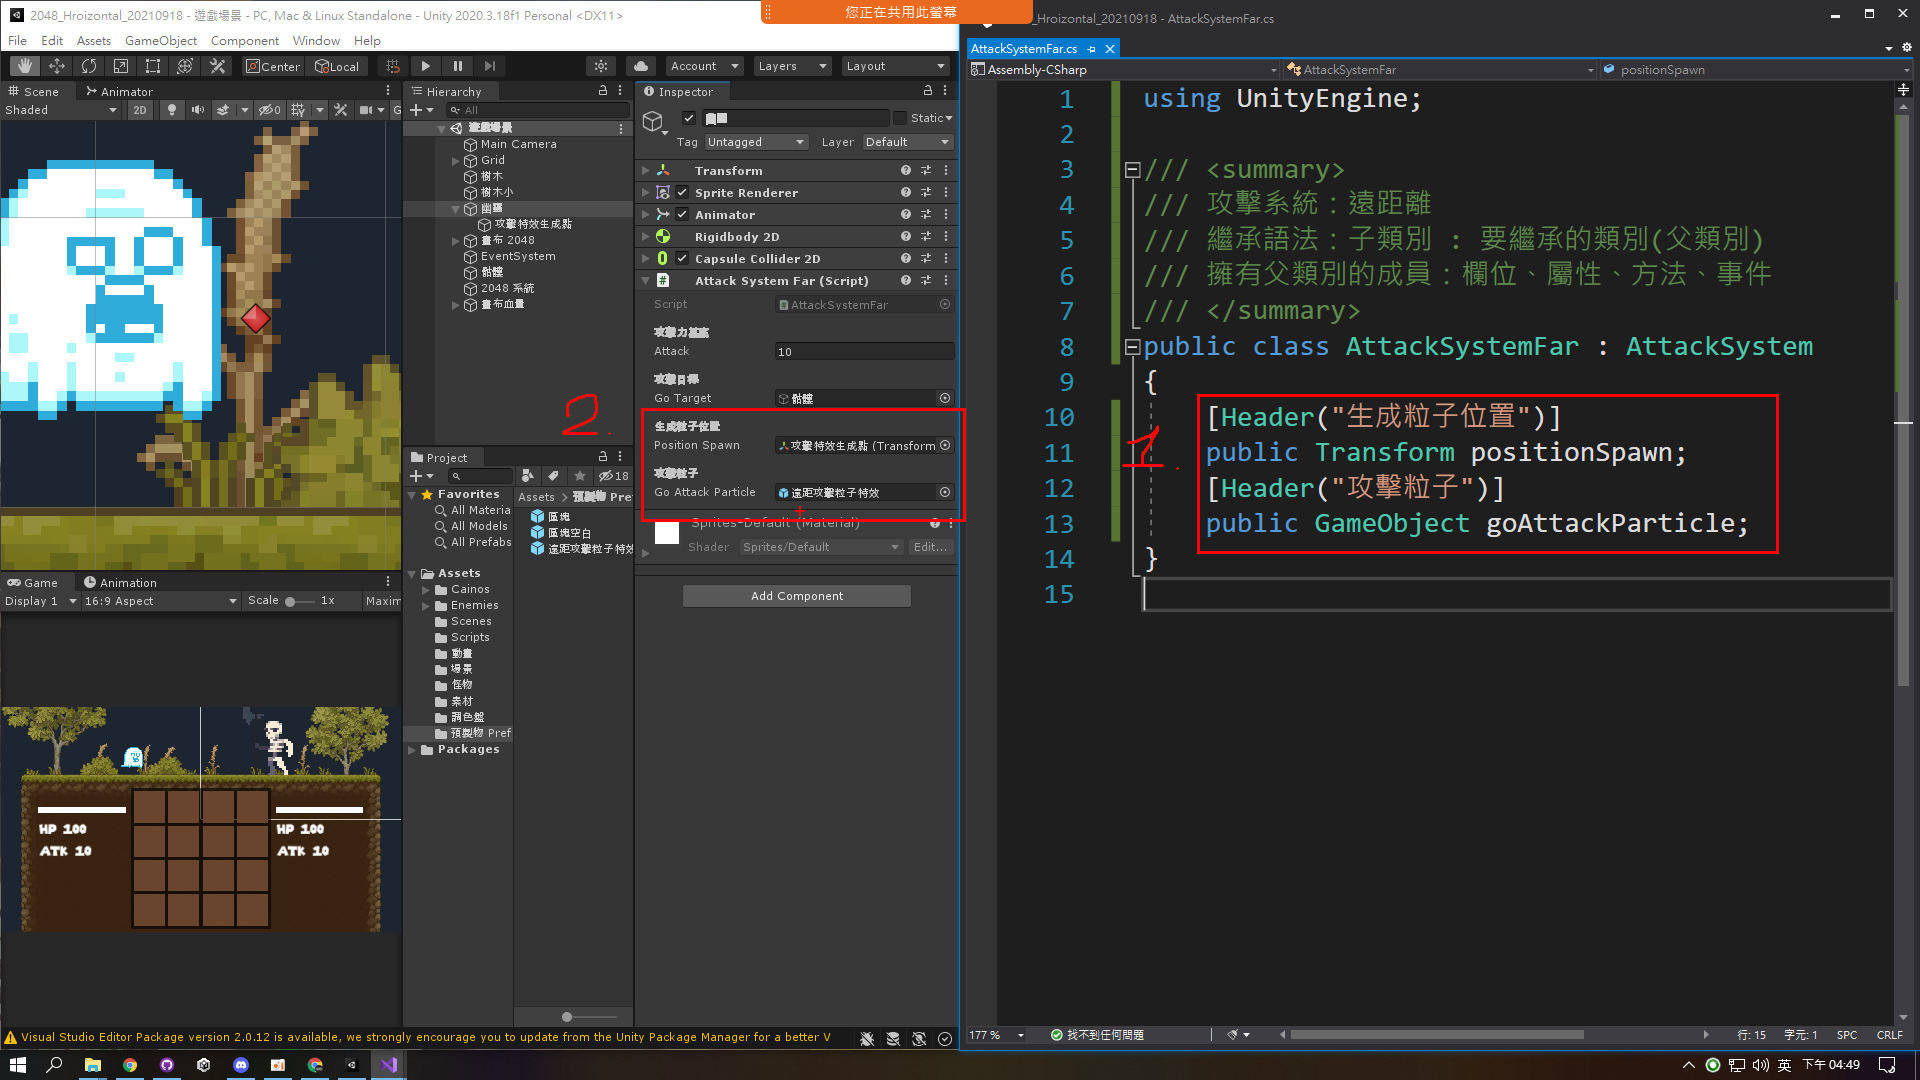 2048_Hroizontal_20210918 - 遊戲場景 - PC, Mac & Linux Standalone - Unity 2020.3.18f1 Personal <DX11>
您正在共用此螢幕
_Hroizontal_20210918 - AttackSystemFar.cs
File Edit Assets GameObject Component Window Help
Center Local
Account Layers Layout
Scene Animator
Shaded 2D 0
Hierarchy
All
遊戲場景
Main Camera
Grid
樹木
樹木小
幽靈
攻擊特效生成點
畫布 2048
EventSystem
骷髏
2048 系統
畫布血量
2
Project
18
Favorites
All Materia
All Models
All Prefabs
Assets
Cainos
Enemies
Scenes
Scripts
動畫
場景
怪物
素材
調色盤
預製物 Pref
Packages
Assets > 預製物 Pre
區塊
區塊空白
遠距攻擊粒子特效
Inspector
幽靈 Static
Tag Untagged Layer Default
Transform
Sprite Renderer
Animator
Rigidbody 2D
Capsule Collider 2D
Attack System Far (Script)
Script AttackSystemFar
攻擊力基底
Attack 10
攻擊目標
Go Target 骷髏
生成粒子位置
Position Spawn 攻擊特效生成點 (Transform
攻擊粒子
Go Attack Particle 遠距攻擊粒子特效
Sprites-Default (Material)
Shader Sprites/Default Edit...
Add Component
Game Animation
Display 1 16:9 Aspect Scale 1x Maxim
HP 100
ATK 10
HP 100
ATK 10
Visual Studio Editor Package version 2.0.12 is available, we strongly encourage you to update from the Unity Package Manager for a better V
AttackSystemFar.cs
Assembly-CSharp AttackSystemFar positionSpawn
1 using UnityEngine;
2
3 /// <summary>
4 /// 攻擊系統：遠距離
5 /// 繼承語法：子類別 : 要繼承的類別(父類別)
6 /// 擁有父類別的成員：欄位、屬性、方法、事件
7 /// </summary>
8 public class AttackSystemFar : AttackSystem
9 {
10 [Header("生成粒子位置")]
11 public Transform positionSpawn;
12 [Header("攻擊粒子")]
13 public GameObject goAttackParticle;
14 }
15
1.
177 % 找不到任何問題 行: 15 字元: 1 SPC CRLF
英 下午 04:49